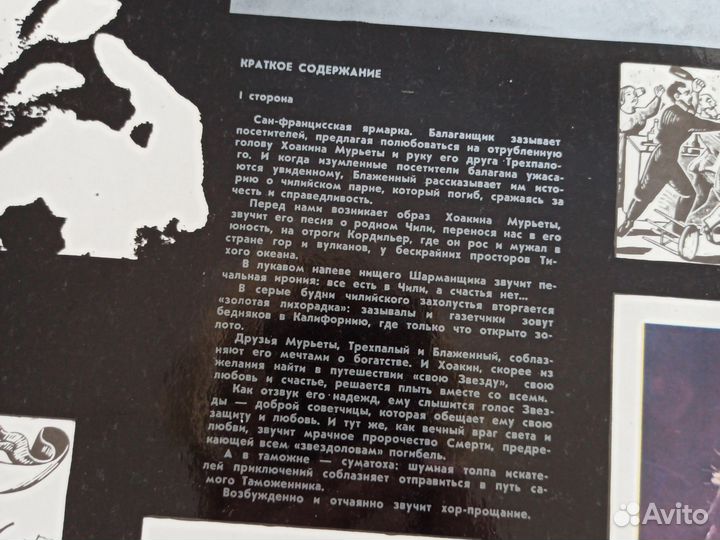 КРАТКОЕ СОДЕРЖАНИЕ
I сторона
Сан-францисская ярмарка. Балаганщик зазывает
посетителей, предлагая полюбоваться на отрубленную
голову Хоакина Мурьеты и руку его друга Трехпало-
го. И когда изумленные посетители балагана ужаса-
ются увиденному, Блаженный рассказывает им исто-
рию о чилийском парне, который погиб, сражаясь за
честь и справедливость.
Перед нами возникает образ Хоакина Мурьеты,
звучит его песня о родном Чили, перенося нас в его
юность, на отроги Кордильер, где он рос и мужал в
стране гор и вулканов, у бескрайних просторов Ти-
хого океана.
В лукавом напеве нищего Шарманщика звучит пе-
чальная ирония: все есть в Чили, а счастья нет...
В серые будни чилийского захолустья вторгается
«золотая лихорадка»: зазывалы и газетчики зовут
бедняков в Калифорнию, где только что открыто зо-
лото.
Друзья Мурьеты, Трехпалый и Блаженный, соблаз-
няют его мечтами о богатстве. И Хоакин, скорее из
желания найти в путешествии «свою Звезду», свою
любовь и счастье, решается плыть вместе со всеми.
Как отзвук его надежд, ему слышится голос Звез-
ды — доброй советчицы, которая обещает ему свою
защиту и любовь. И тут же, как вечный враг света и
любви, звучит мрачное пророчество Смерти, предре-
кающей всем «звездоловам» погибель.
А в таможне — суматоха: шумная толпа искате-
лей приключений соблазняет отправиться в путь са-
мого Таможенника.
Возбужденно и отчаянно звучит хор-прощание.
Avito